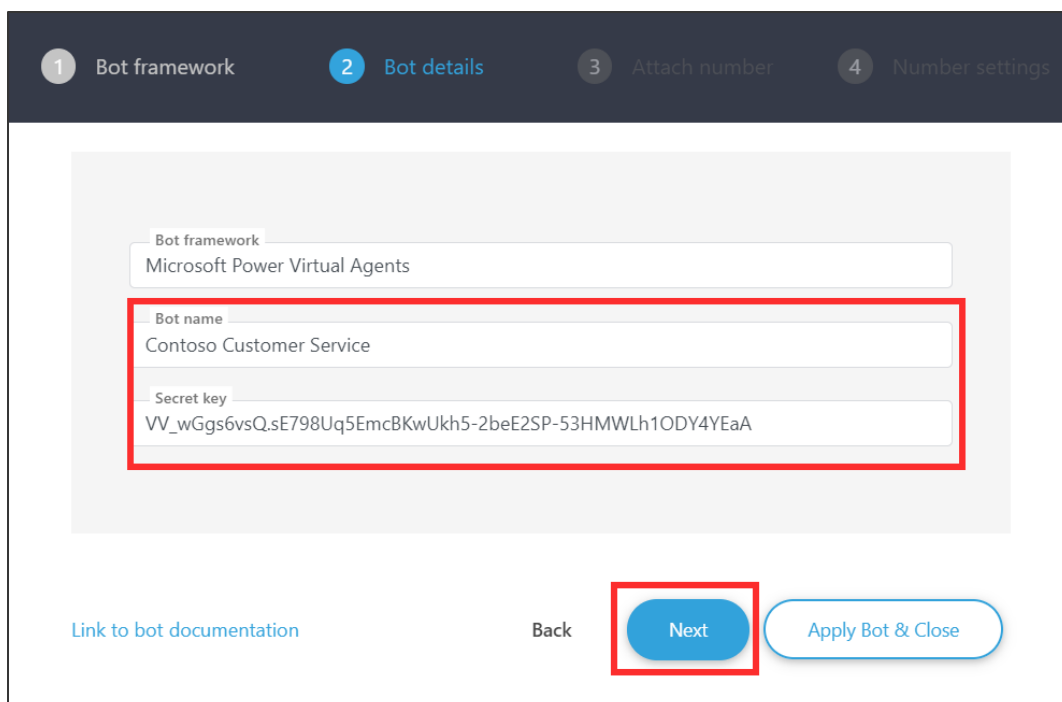 1 Bot framework 2 Bot details 3 Attach number 4 Number settings
Bot framework
Microsoft Power Virtual Agents
Bot name
Contoso Customer Service
Secret key
VV_wGgs6vsQ.sE798Uq5EmcBKwUkh5-2beE2SP-53HMWLh1ODY4YEaA
Link to bot documentation Back Next Apply Bot & Close